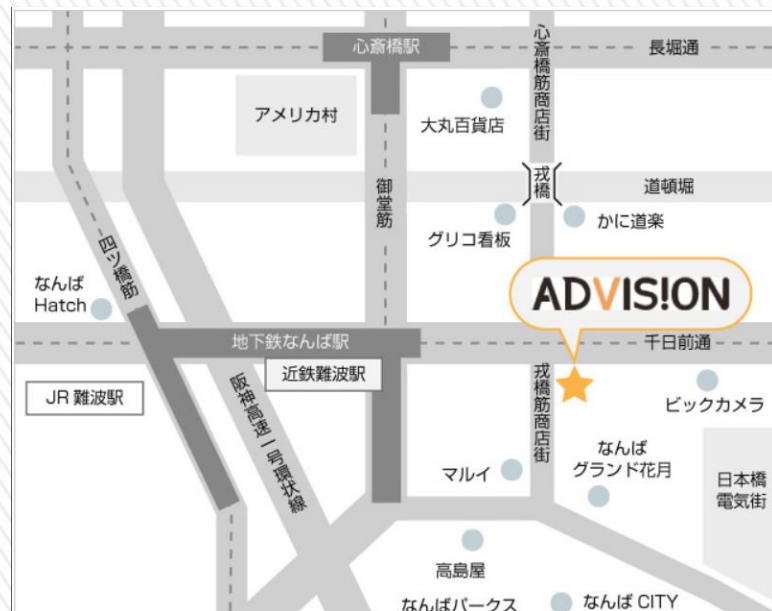 心斎橋駅
長堀通
心斎橋筋商店街
アメリカ村
大丸百貨店
御堂筋
戎橋
道頓堀
グリコ看板
かに道楽
四ツ橋筋
なんば
Hatch
ADVIS!ON
地下鉄なんば駅
千日前通
近鉄難波駅
JR 難波駅
阪神高速一号環状線
戎橋筋商店街
ビックカメラ
マルイ
なんば
グランド花月
日本橋
電気街
高島屋
なんばパークス
なんば CITY